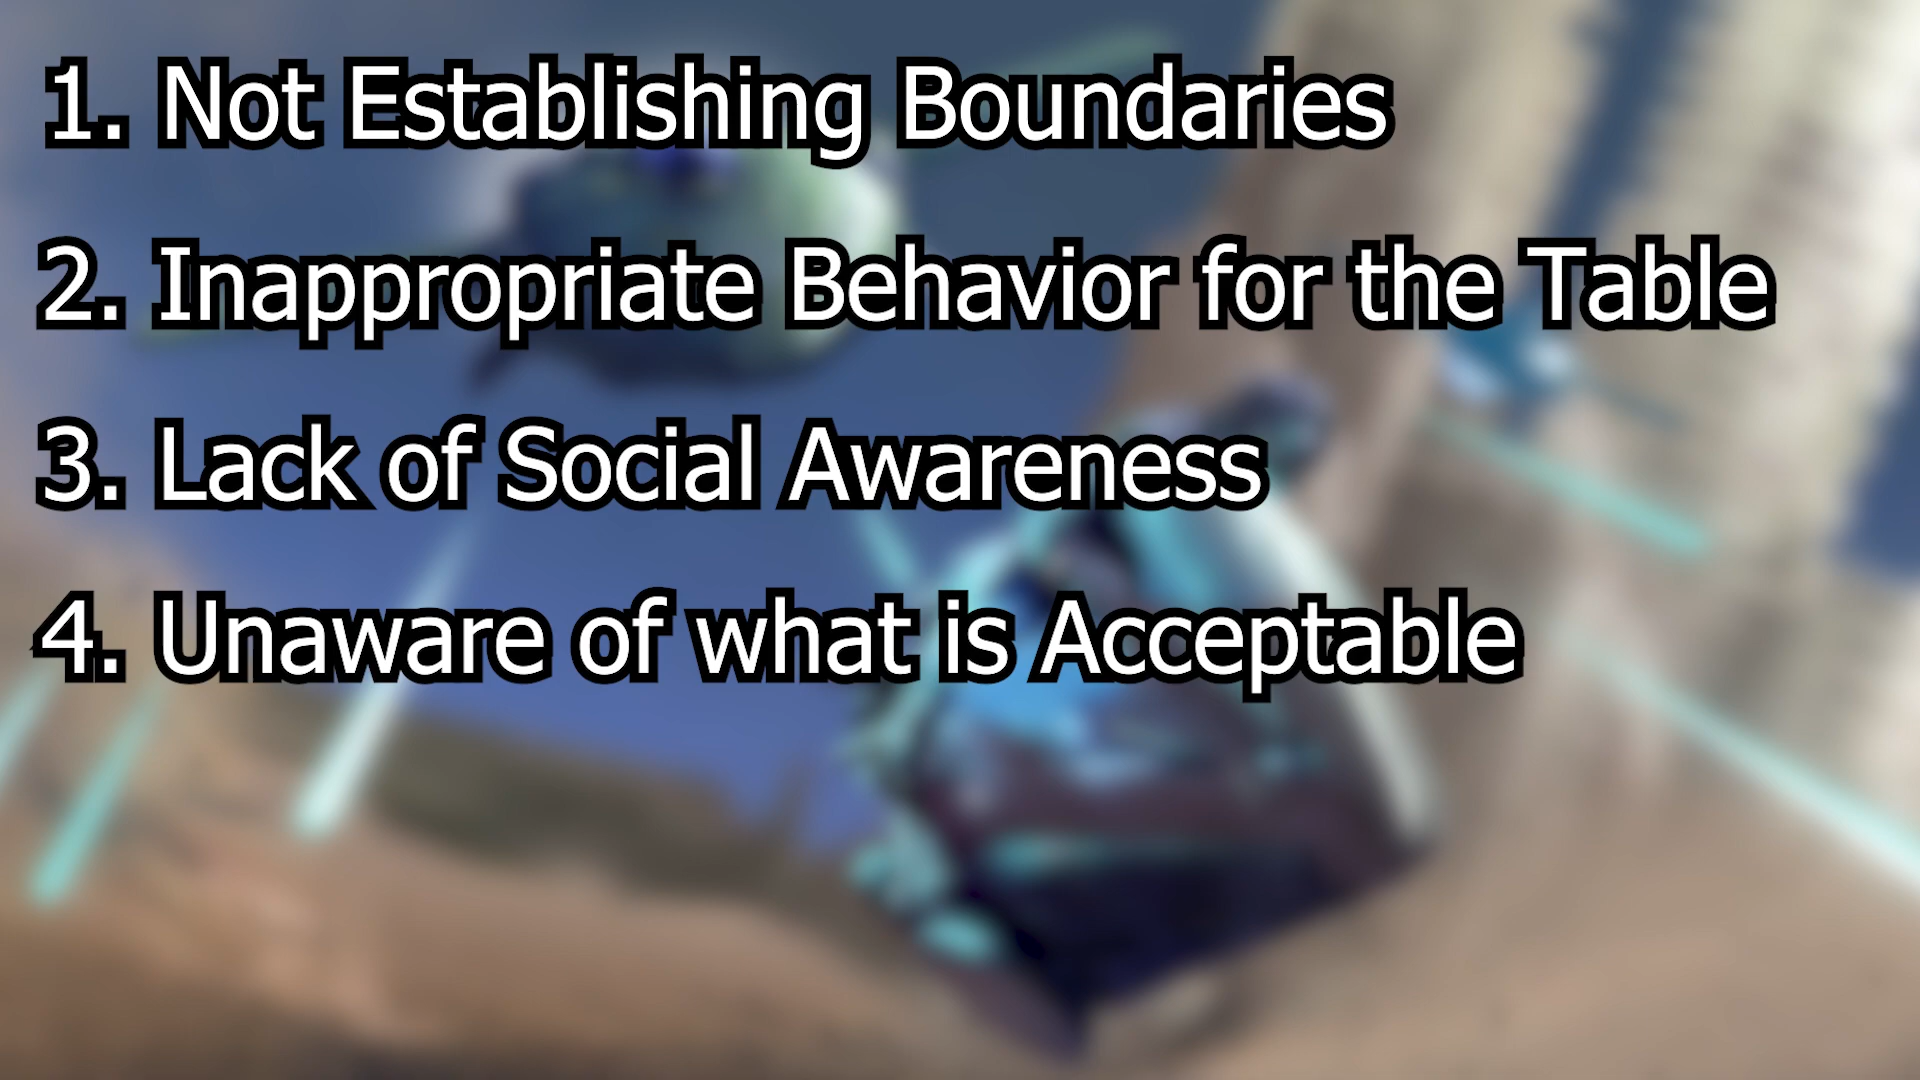 1. Not Establishing Boundaries
2. Inappropriate Behavior for the Table
3. Lack of Social Awareness
4. Unaware of what is Acceptable